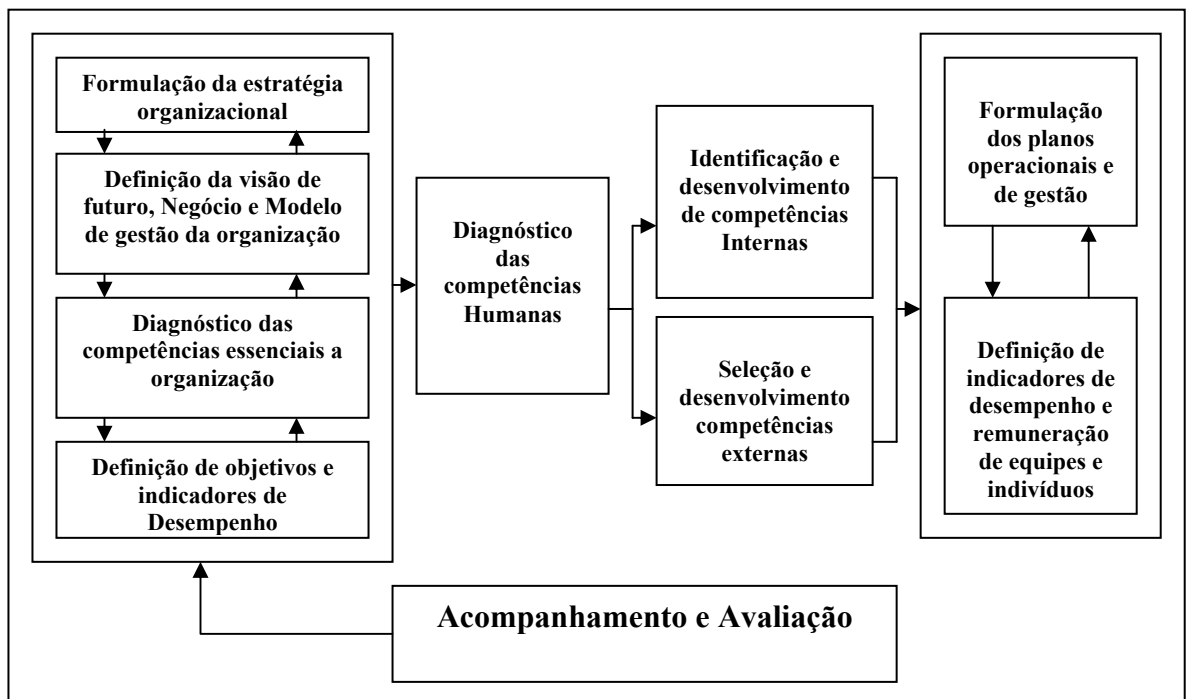 Formulação da estratégia
organizacional
Definição da visão de
futuro, Negócio e Modelo
de gestão da organização
Diagnóstico das
competências essenciais a
organização
Definição de objetivos e
indicadores de
Desempenho
Diagnóstico
das
competências
Humanas
Identificação e
desenvolvimento
de competências
Internas
Seleção e
desenvolvimento
competências
externas
Formulação
dos planos
operacionais e
de gestão
Definição de
indicadores de
desempenho e
remuneração
de equipes e
indivíduos
Acompanhamento e Avaliação